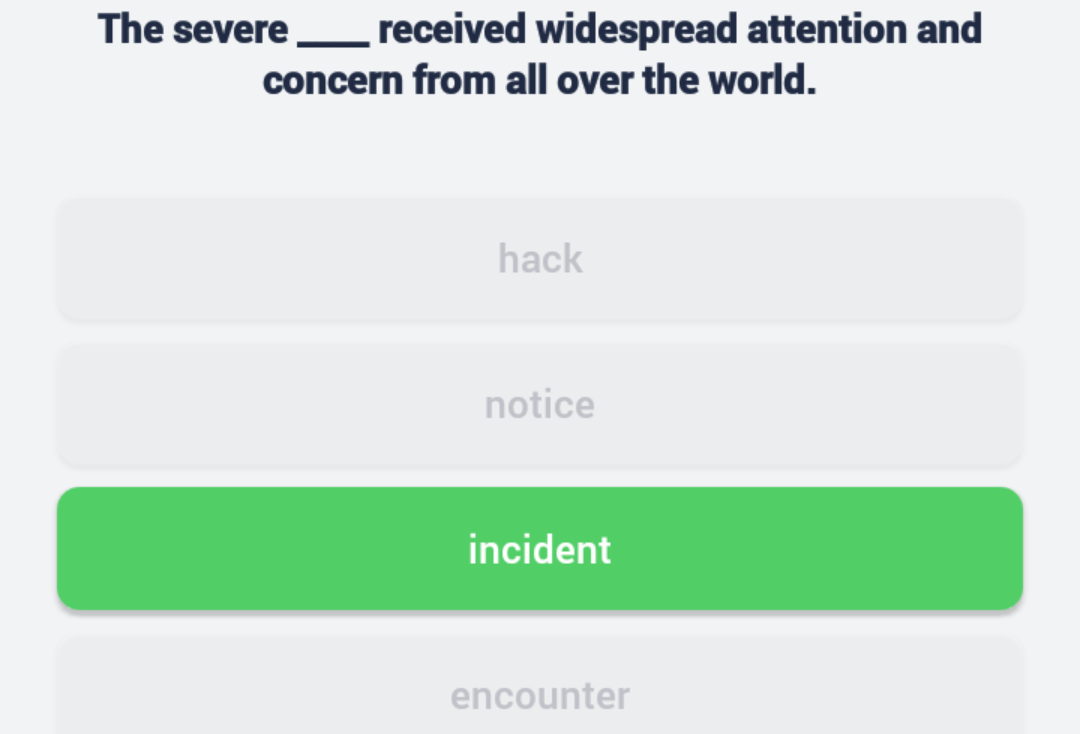 The severe ____ received widespread attention and
concern from all over the world.
hack
notice
incident
encounter